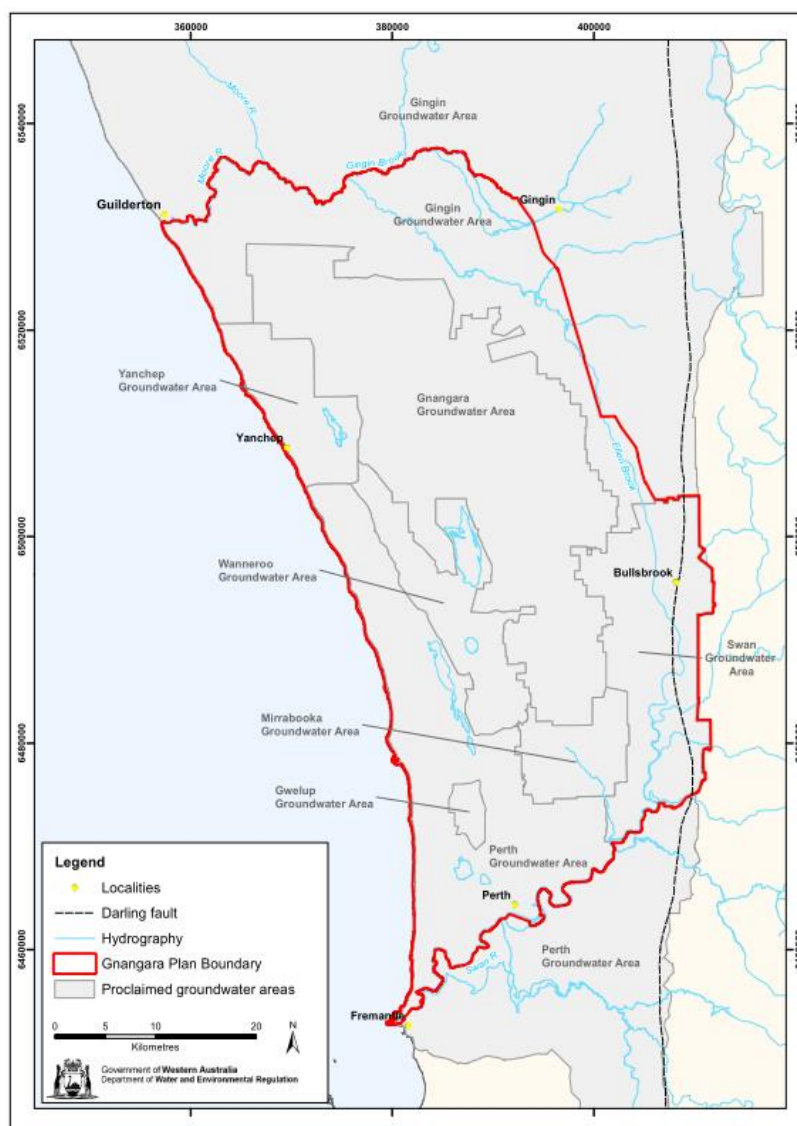 360000
380000
400000
6540000
Moore R.
Gingin
Groundwater Area
Moore R.
Gingin Brook
Guilderton
Gingin
Groundwater Area
Gingin
6520000
Yanchep
Groundwater Area
Gnangara
Groundwater Area
Yanchep
Ellen Brook
6500000
Wanneroo
Groundwater Area
Bullsbrook
Swan
Groundwater
Area
Mirrabooka
Groundwater Area
6480000
Gwelup
Groundwater Area
Perth
Groundwater Area
Perth
6460000
Perth
Groundwater Area
Swan R.
Fremantle
Legend
Localities
Darling fault
Hydrography
Gnangara Plan Boundary
Proclaimed groundwater areas
0 5 10 20
Kilometres
N
Government of Western Australia
Department of Water and Environmental Regulation